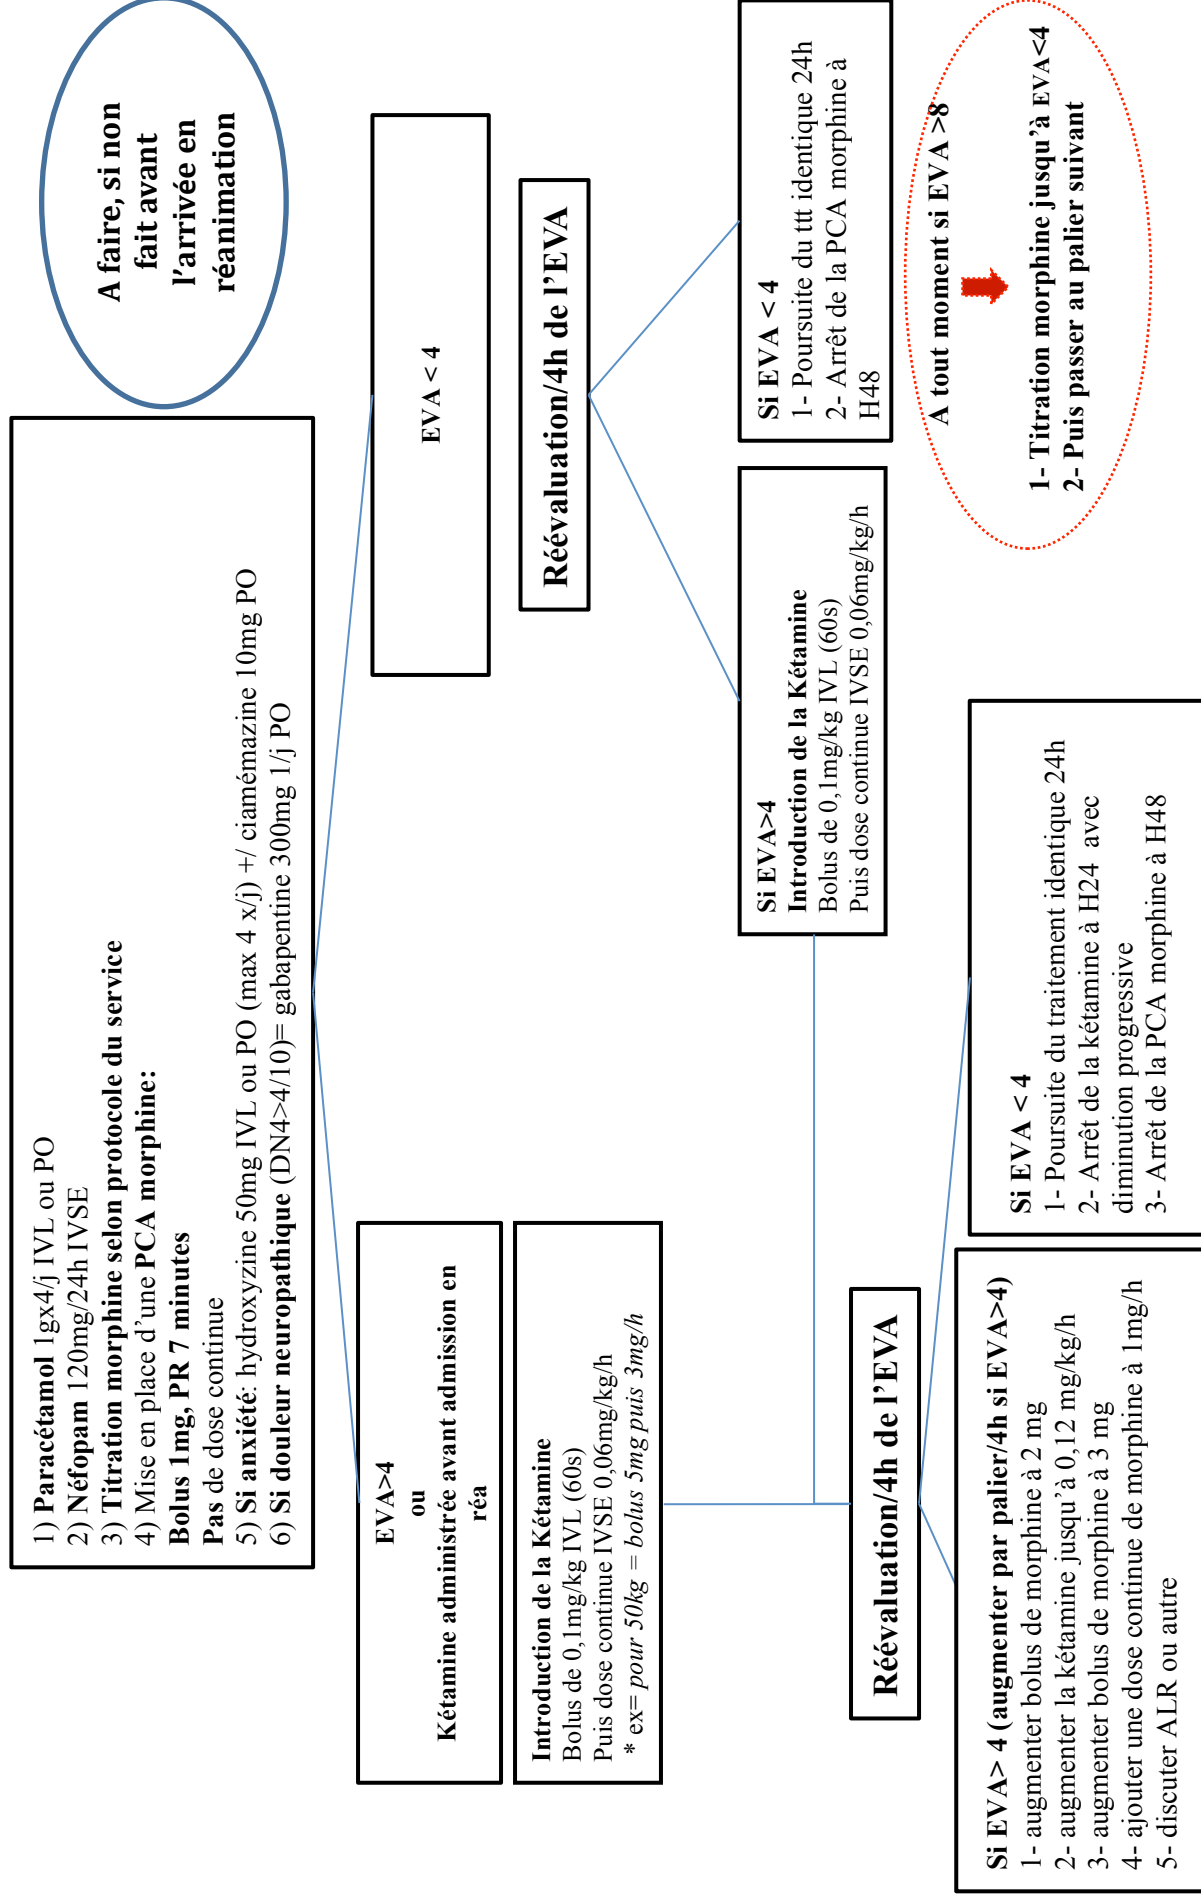 1) Paracétamol 1gx4/j IVL ou PO
2) Néfopam 120mg/24h IVSE
3) Titration morphine selon protocole du service
4) Mise en place d'une PCA morphine:
Bolus 1mg, PR 7 minutes
Pas de dose continue
5) Si anxiété: hydroxyzine 50mg IVL ou PO (max 4 x/j) +/ ciamémazine 10mg PO
6) Si douleur neuropathique (DN4>4/10)= gabapentine 300mg 1/j PO
A faire, si non
fait avant
l'arrivée en
réanimation
EVA>4
ou
Kétamine administrée avant admission en
réa
EVA < 4
Introduction de la Kétamine
Bolus de 0,1mg/kg IVL (60s)
Puis dose continue IVSE 0,06mg/kg/h
* ex= pour 50kg = bolus 5mg puis 3mg/h
Réévaluation/4h de l'EVA
Si EVA>4
Introduction de la Kétamine
Bolus de 0,1mg/kg IVL (60s)
Puis dose continue IVSE 0,06mg/kg/h
Si EVA < 4
1- Poursuite du ttt identique 24h
2- Arrêt de la PCA morphine à
H48
Réévaluation/4h de l'EVA
A tout moment si EVA >8
1- Titration morphine jusqu'à EVA<4
2- Puis passer au palier suivant
Si EVA> 4 (augmenter par palier/4h si EVA>4)
1- augmenter bolus de morphine à 2 mg
2- augmenter la kétamine jusqu'à 0,12 mg/kg/h
3- augmenter bolus de morphine à 3 mg
4- ajouter une dose continue de morphine à 1mg/h
5- discuter ALR ou autre
Si EVA < 4
1- Poursuite du traitement identique 24h
2- Arrêt de la kétamine à H24 avec
diminution progressive
3- Arrêt de la PCA morphine à H48